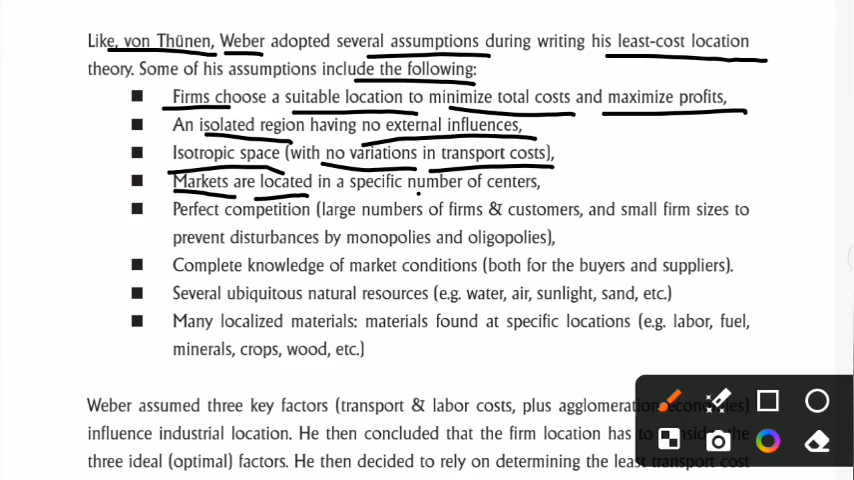 Like, von Thünen, Weber adopted several assumptions during writing his least-cost location
theory. Some of his assumptions include the following:
■ Firms choose a suitable location to minimize total costs and maximize profits,
■ An isolated region having no external influences,
■ Isotropic space (with no variations in transport costs),
■ Markets are located in a specific number of centers,
■ Perfect competition (large numbers of firms & customers, and small firm sizes to
prevent disturbances by monopolies and oligopolies),
■ Complete knowledge of market conditions (both for the buyers and suppliers).
■ Several ubiquitous natural resources (e.g. water, air, sunlight, sand, etc.)
■ Many localized materials: materials found at specific locations (e.g. labor, fuel,
minerals, crops, wood, etc.)
Weber assumed three key factors (transport & labor costs, plus agglomeration economies)
influence industrial location. He then concluded that the firm location has to consider the
three ideal (optimal) factors. He then decided to rely on determining the least transport cost